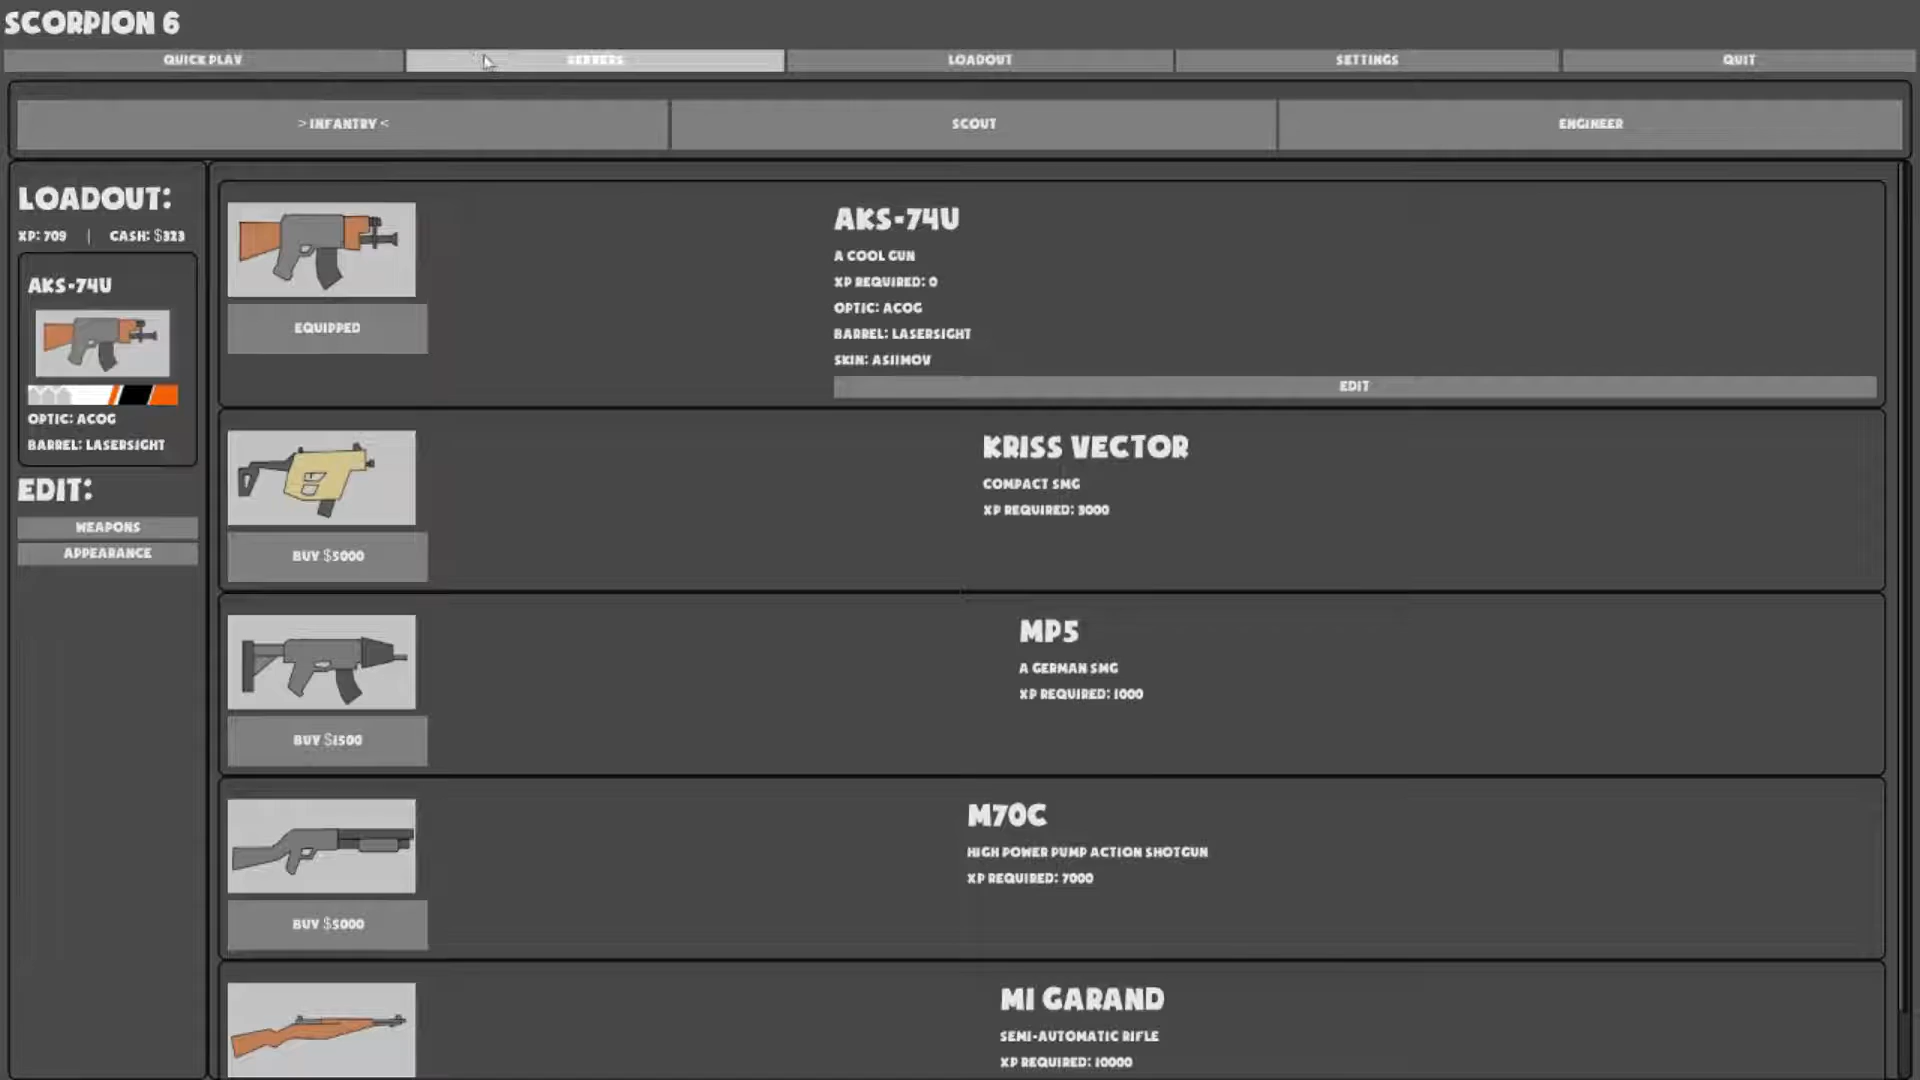 SCORPION 6
QUICK PLAY
SERVERS
LOADOUT
SETTINGS
QUIT
> INFANTRY <
SCOUT
ENGINEER
LOADOUT:
XP: 709 | CASH: $323
AKS-74U
OPTIC: ACOG
BARREL: LASERSIGHT
EDIT:
WEAPONS
APPEARANCE
AKS-74U
A COOL GUN
XP REQUIRED: 0
OPTIC: ACOG
BARREL: LASERSIGHT
SKIN: ASIIMOV
EQUIPPED
EDIT
KRISS VECTOR
COMPACT SMG
XP REQUIRED: 3000
BUY $5000
MP5
A GERMAN SMG
XP REQUIRED: 1000
BUY $1500
M70C
HIGH POWER PUMP ACTION SHOTGUN
XP REQUIRED: 7000
BUY $5000
M1 GARAND
SEMI-AUTOMATIC RIFLE
XP REQUIRED: 10000